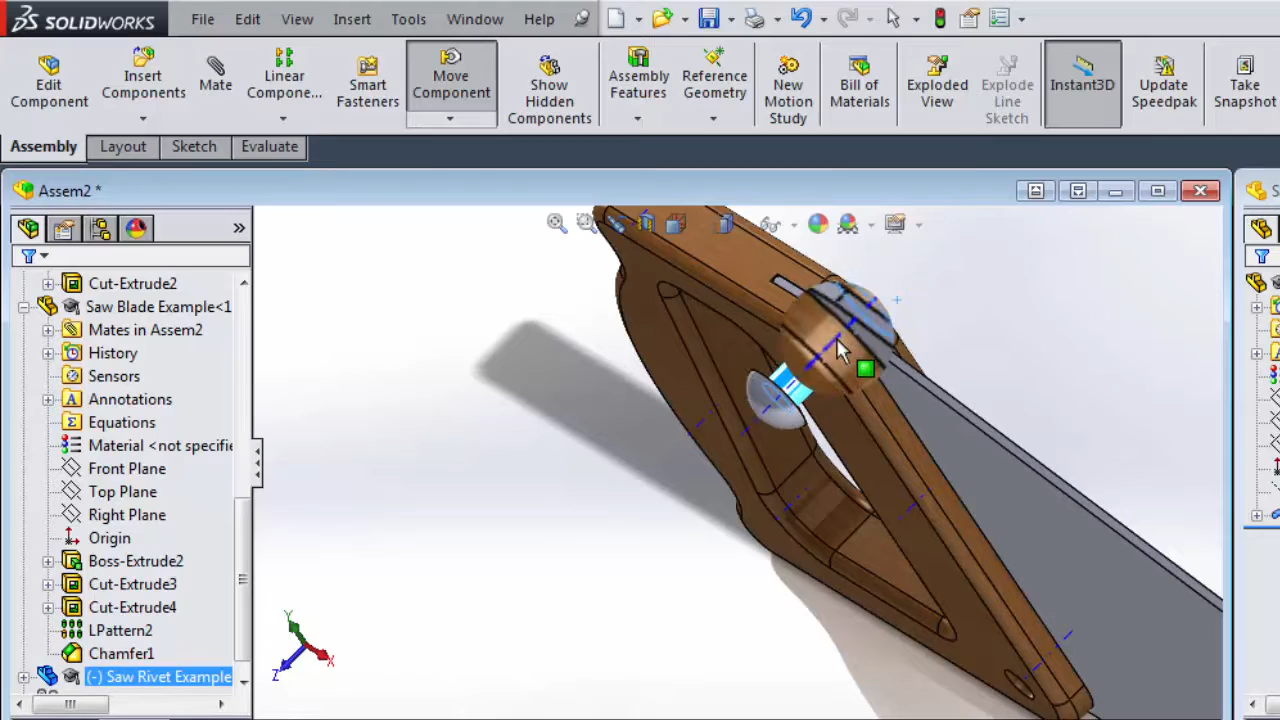 SOLIDWORKS File Edit View Insert Tools Window Help
Edit Component
Insert Components
Mate
Linear Compone...
Smart Fasteners
Move Component
Show Hidden Components
Assembly Features
Reference Geometry
New Motion Study
Bill of Materials
Exploded View
Explode Line Sketch
Instant3D
Update Speedpak
Take Snapshot
Assembly Layout Sketch Evaluate
Assem2 *
Cut-Extrude2
Saw Blade Example<1
Mates in Assem2
History
Sensors
Annotations
Equations
Material <not specifie
Front Plane
Top Plane
Right Plane
Origin
Boss-Extrude2
Cut-Extrude3
Cut-Extrude4
LPattern2
Chamfer1
(-) Saw Rivet Example
Y
X
Z